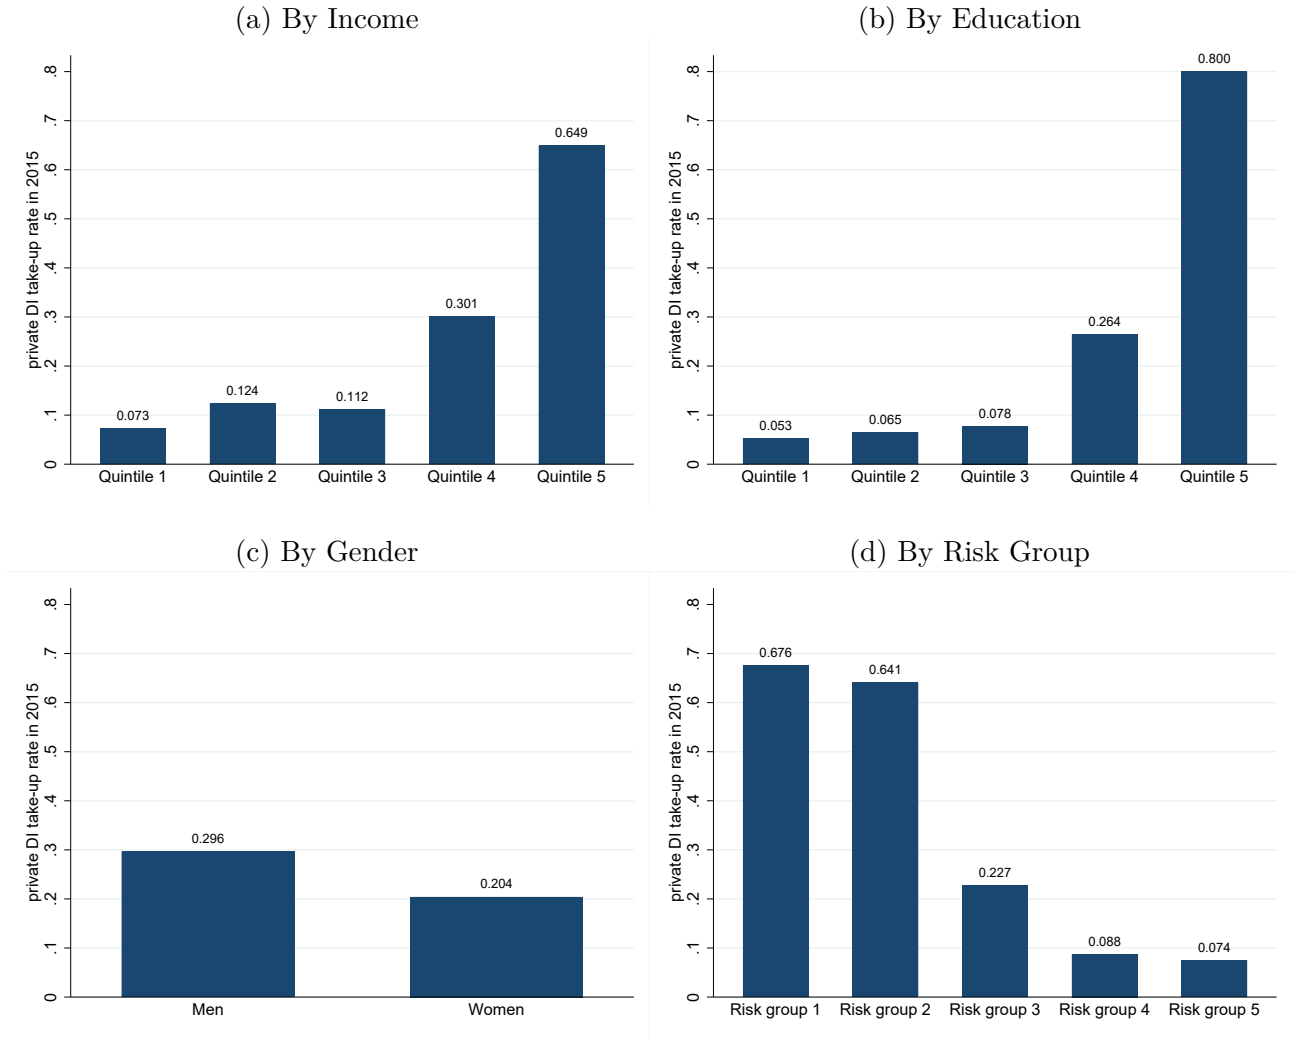 (a) By Income
private DI take-up rate in 2015
.8
.7
.6
.5
.4
.3
.2
.1
0
0.073
0.124
0.112
0.301
0.649
Quintile 1
Quintile 2
Quintile 3
Quintile 4
Quintile 5
(b) By Education
private DI take-up rate in 2015
.8
.7
.6
.5
.4
.3
.2
.1
0
0.053
0.065
0.078
0.264
0.800
Quintile 1
Quintile 2
Quintile 3
Quintile 4
Quintile 5
(c) By Gender
private DI take-up rate in 2015
.8
.7
.6
.5
.4
.3
.2
.1
0
0.296
0.204
Men
Women
(d) By Risk Group
private DI take-up rate in 2015
.8
.7
.6
.5
.4
.3
.2
.1
0
0.676
0.641
0.227
0.088
0.074
Risk group 1
Risk group 2
Risk group 3
Risk group 4
Risk group 5